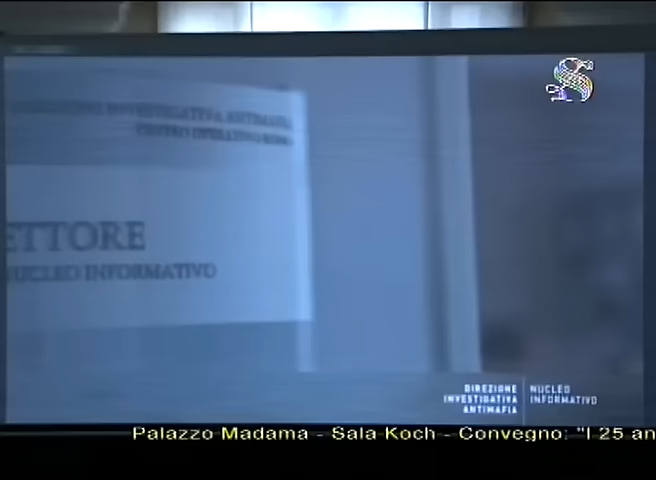 INVESTIGATIVA ANTIMAFIA
CENTRO OPERATIVO ROMA
ETTORE
NUCLEO INFORMATIVO
S
DIREZIONE
INVESTIGATIVA
ANTIMAFIA
NUCLEO
INFORMATIVO
Palazzo Madama - Sala Koch - Convegno: "I 25 an